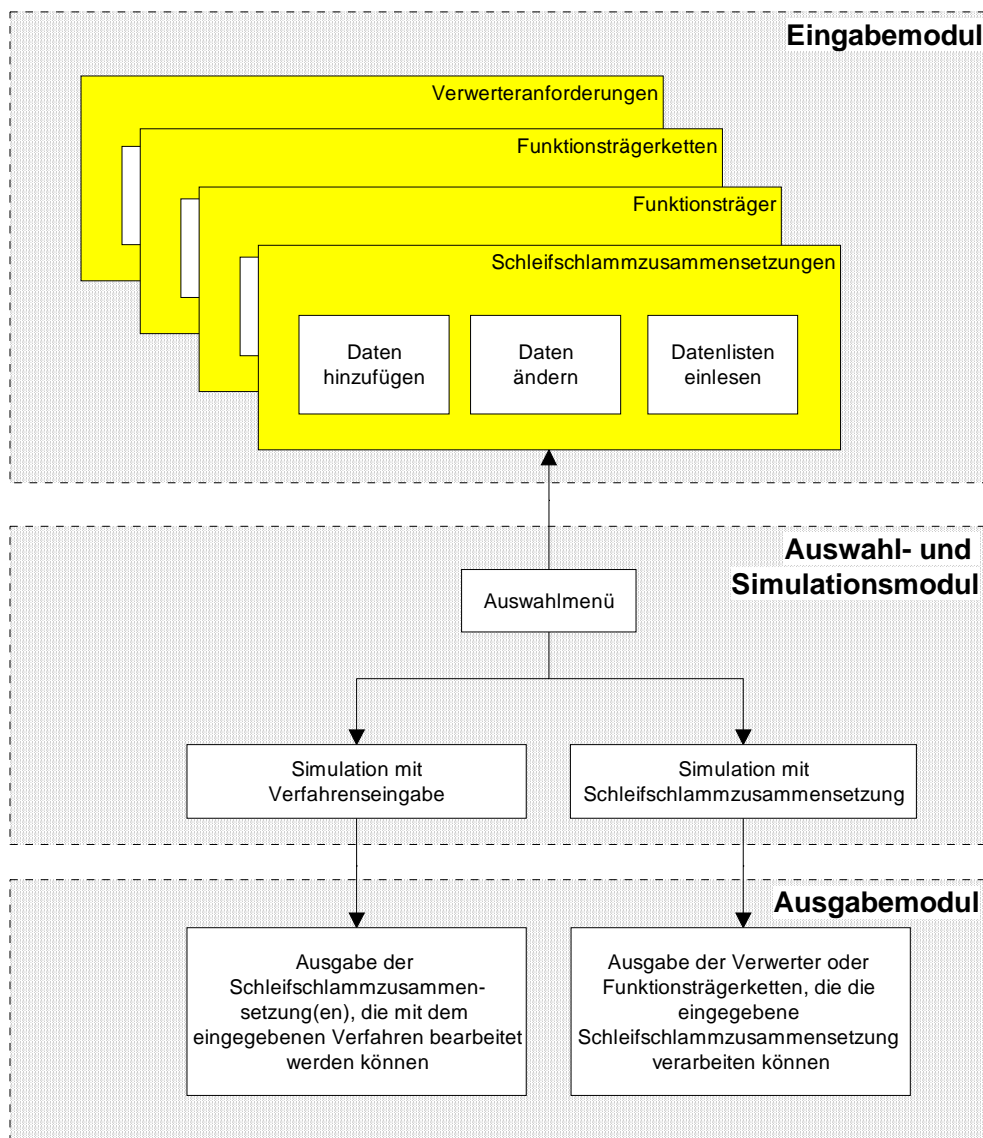 Eingabemodul
Verwerteranforderungen
Funktionsträgerketten
Funktionsträger
Schleifschlammzusammensetzungen
Daten
hinzufügen
Daten
ändern
Datenlisten
einlesen
Auswahl- und
Simulationsmodul
Auswahlmenü
Simulation mit
Verfahrenseingabe
Simulation mit
Schleifschlammzusammensetzung
Ausgabemodul
Ausgabe der
Schleifschlammzusammen-
setzung(en), die mit dem
eingegebenen Verfahren bearbeitet
werden können
Ausgabe der Verwerter oder
Funktionsträgerketten, die die
eingegebene
Schleifschlammzusammensetzung
verarbeiten können